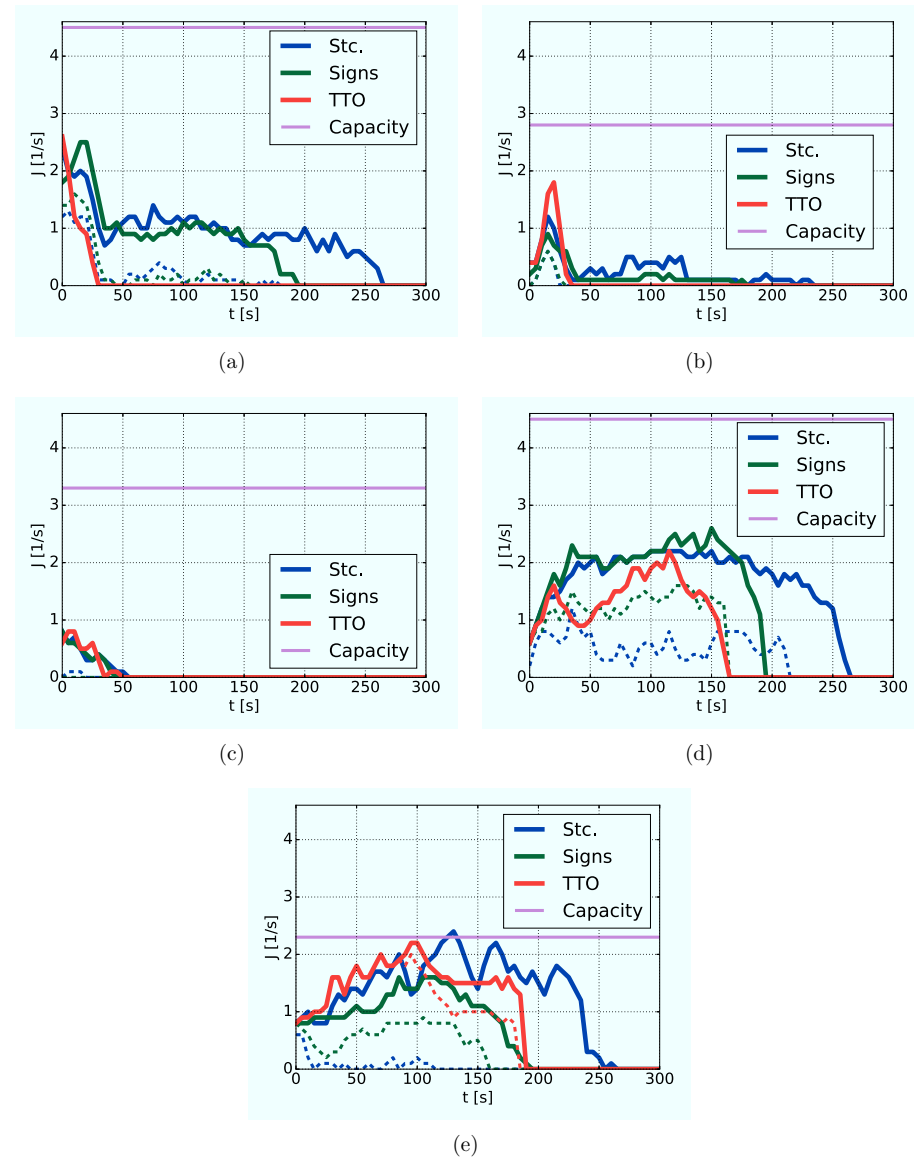 4
3
2
1
0
J [1/s]
0 50 100 150 200 250 300
t [s]
Stc.
Signs
TTO
Capacity
(a)
4
3
2
1
0
J [1/s]
0 50 100 150 200 250 300
t [s]
Stc.
Signs
TTO
Capacity
(b)
4
3
2
1
0
J [1/s]
0 50 100 150 200 250 300
t [s]
Stc.
Signs
TTO
Capacity
(c)
4
3
2
1
0
J [1/s]
0 50 100 150 200 250 300
t [s]
Stc.
Signs
TTO
Capacity
(d)
4
3
2
1
0
J [1/s]
0 50 100 150 200 250 300
t [s]
Stc.
Signs
TTO
Capacity
(e)